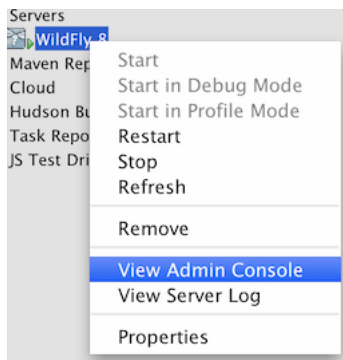 Servers
WildFly 8
Maven Rep
Cloud
Hudson Bu
Task Repo
JS Test Dri
Start
Start in Debug Mode
Start in Profile Mode
Restart
Stop
Refresh
Remove
View Admin Console
View Server Log
Properties